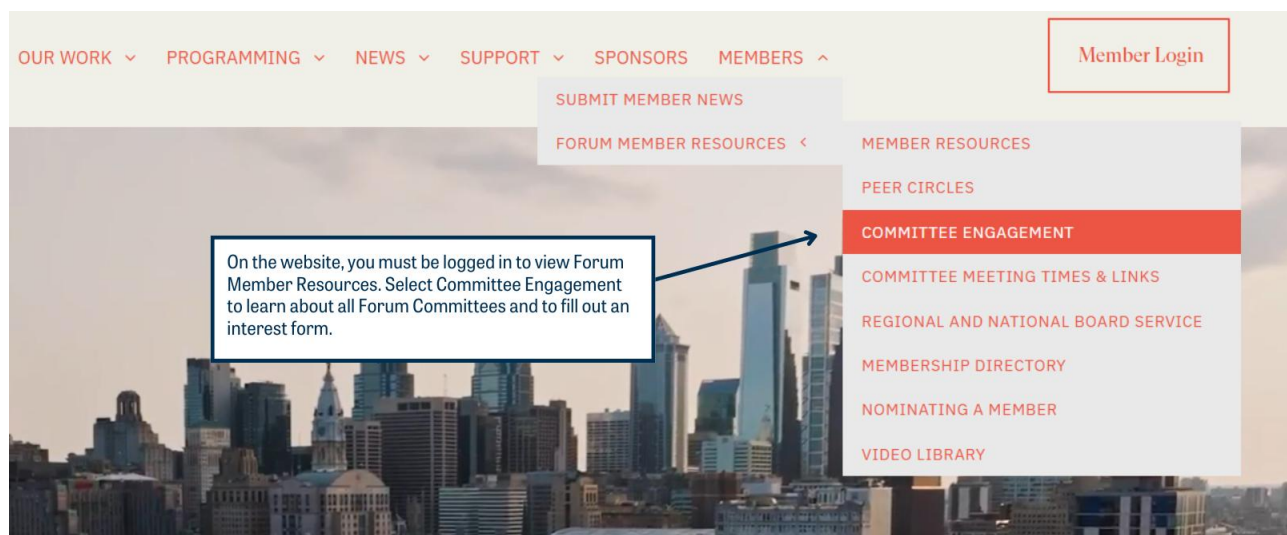 OUR WORK PROGRAMMING NEWS SUPPORT SPONSORS MEMBERS Member Login
SUBMIT MEMBER NEWS
FORUM MEMBER RESOURCES
MEMBER RESOURCES
PEER CIRCLES
COMMITTEE ENGAGEMENT
COMMITTEE MEETING TIMES & LINKS
REGIONAL AND NATIONAL BOARD SERVICE
MEMBERSHIP DIRECTORY
NOMINATING A MEMBER
VIDEO LIBRARY
On the website, you must be logged in to view Forum
Member Resources. Select Committee Engagement
to learn about all Forum Committees and to fill out an
interest form.